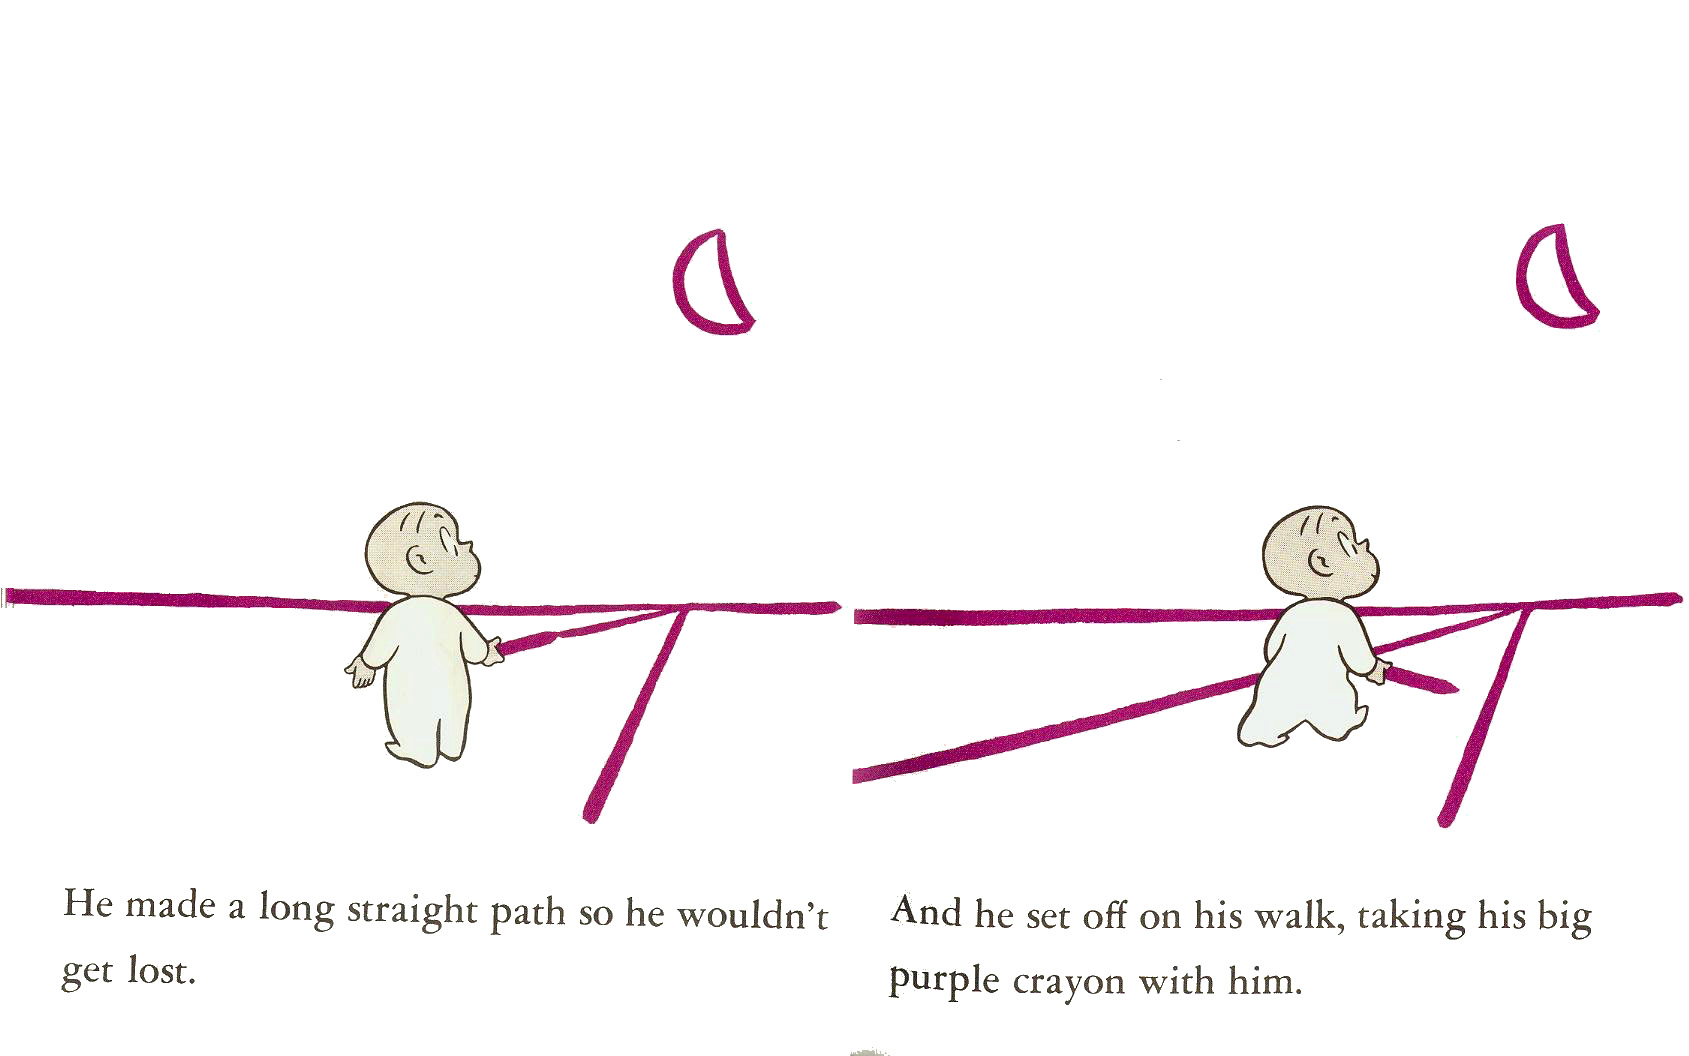 He made a long straight path so he wouldn't
get lost.
And he set off on his walk, taking his big
purple crayon with him.